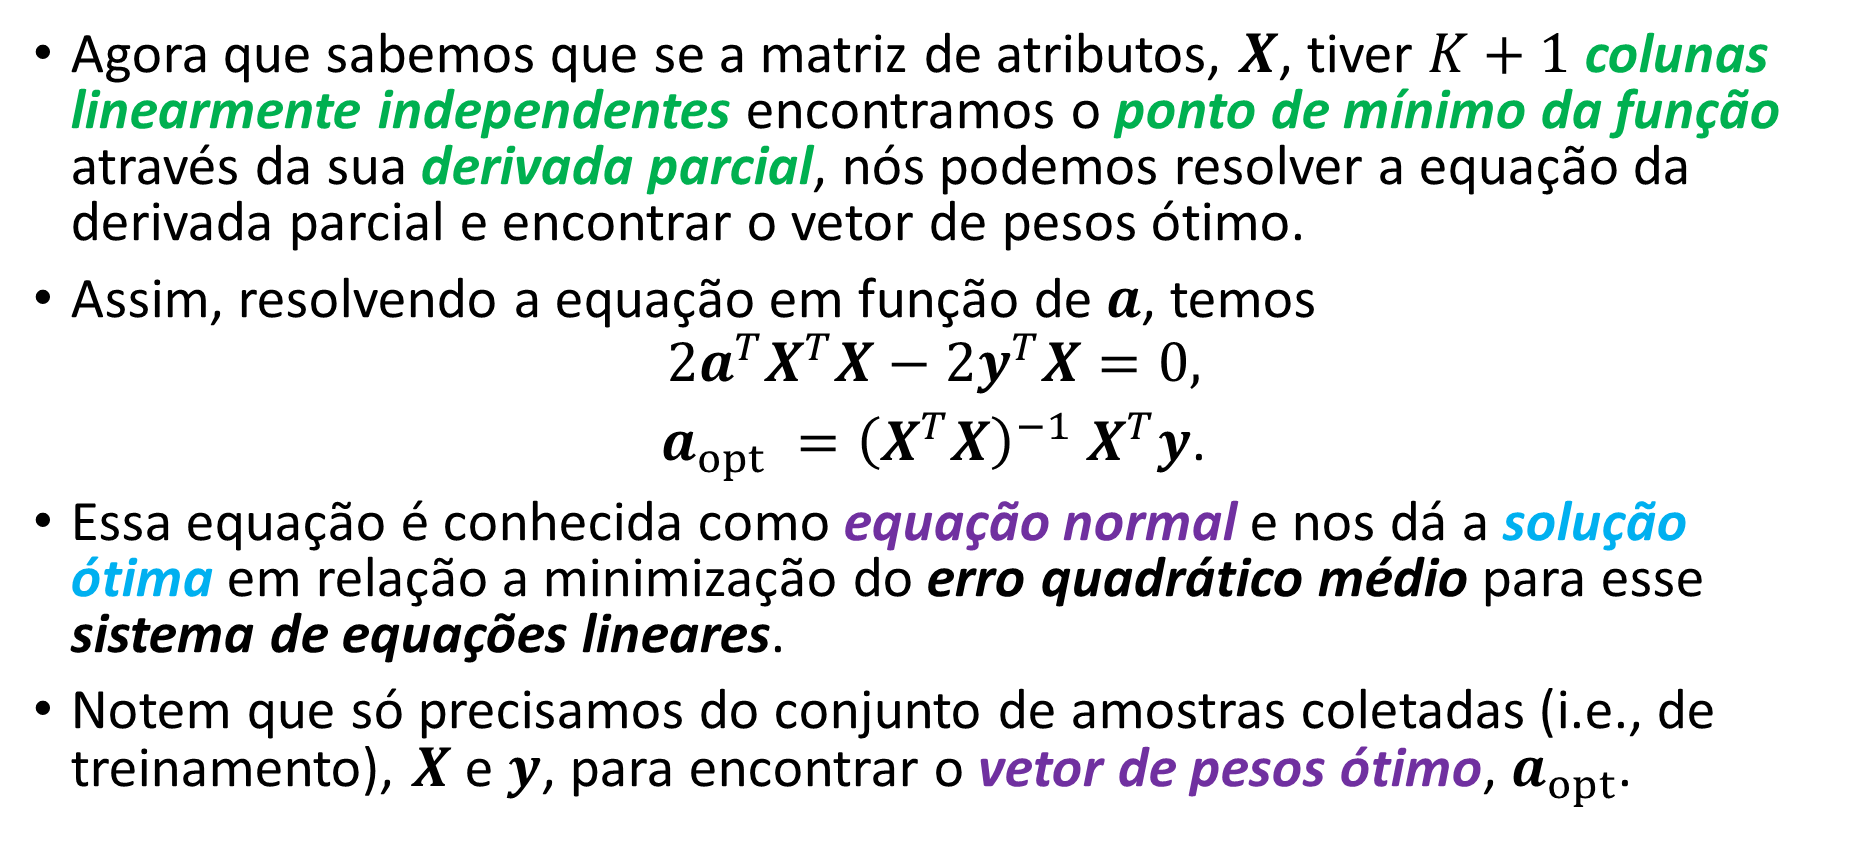 • Agora que sabemos que se a matriz de atributos, X, tiver K + 1 colunas
linearmente independentes encontramos o ponto de mínimo da função
através da sua derivada parcial, nós podemos resolver a equação da
derivada parcial e encontrar o vetor de pesos ótimo.
• Assim, resolvendo a equação em função de a, temos
2aᵀXᵀX − 2yᵀX = 0,
a_opt = (XᵀX)⁻¹ Xᵀy.
• Essa equação é conhecida como equação normal e nos dá a solução
ótima em relação a minimização do erro quadrático médio para esse
sistema de equações lineares.
• Notem que só precisamos do conjunto de amostras coletadas (i.e., de
treinamento), X e y, para encontrar o vetor de pesos ótimo, a_opt.